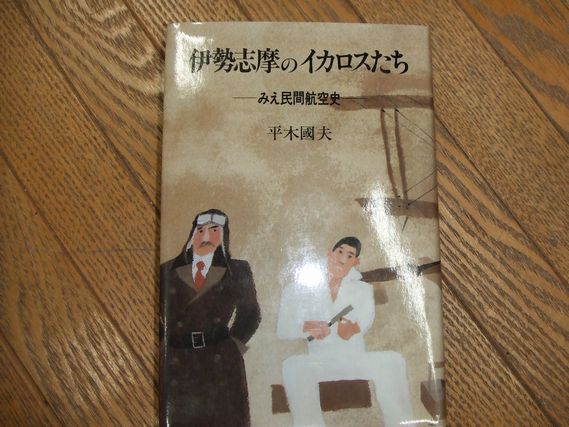 伊勢志摩のイカロスたち
―みえ民間航空史―
平木國夫